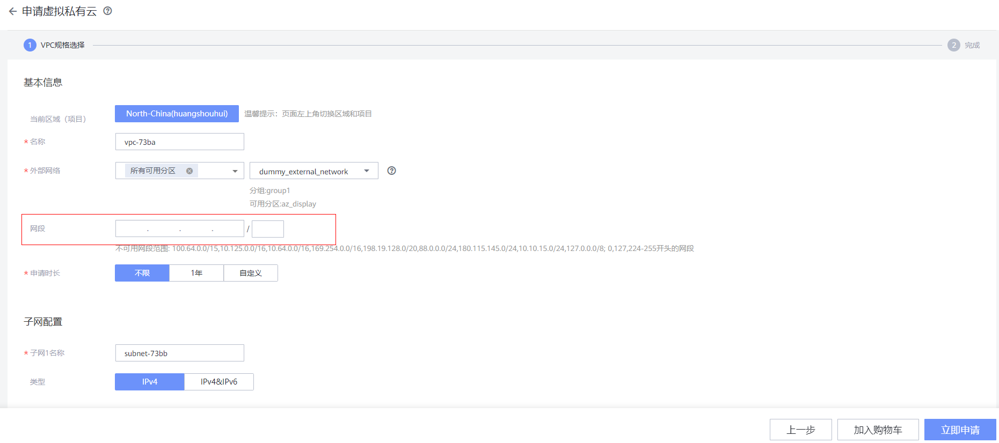 申请虚拟私有云
1 VPC规格选择 2 完成
基本信息
当前区域（项目） North-China(huangshouhui) 温馨提示：页面左上角切换区域和项目
* 名称 vpc-73ba
* 外部网络 所有可用分区 dummy_external_network
分组:group1
可用分区:az_display
网段 . . . /
不可用网段范围: 100.64.0.0/15,10.125.0.0/16,10.64.0.0/16,169.254.0.0/16,198.19.128.0/20,88.0.0.0/24,180.115.145.0/24,10.10.15.0/24,127.0.0.0/8; 0,127,224-255开头的网段
* 申请时长 不限 1年 自定义
子网配置
* 子网1名称 subnet-73bb
类型 IPv4 IPv4&IPv6
上一步 加入购物车 立即申请